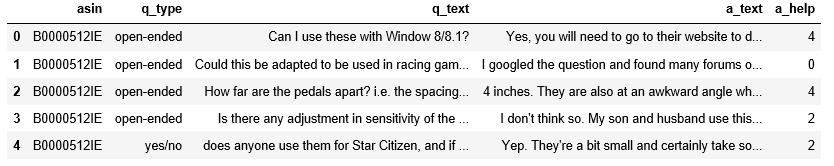 asin q_type q_text a_text a_help
0 B0000512IE open-ended Can I use these with Window 8/8.1? Yes, you will need to go to their website to d... 4
1 B0000512IE open-ended Could this be adapted to be used in racing gam... I googled the question and found many forums o... 0
2 B0000512IE open-ended How far are the pedals apart? i.e. the spacing... 4 inches. They are also at an awkward angle wh... 4
3 B0000512IE open-ended Is there any adjustment in sensitivity of the ... I don't think so. My son and husband use this... 2
4 B0000512IE yes/no does anyone use them for Star Citizen, and if ... Yep. They're a bit small and certainly take so... 2